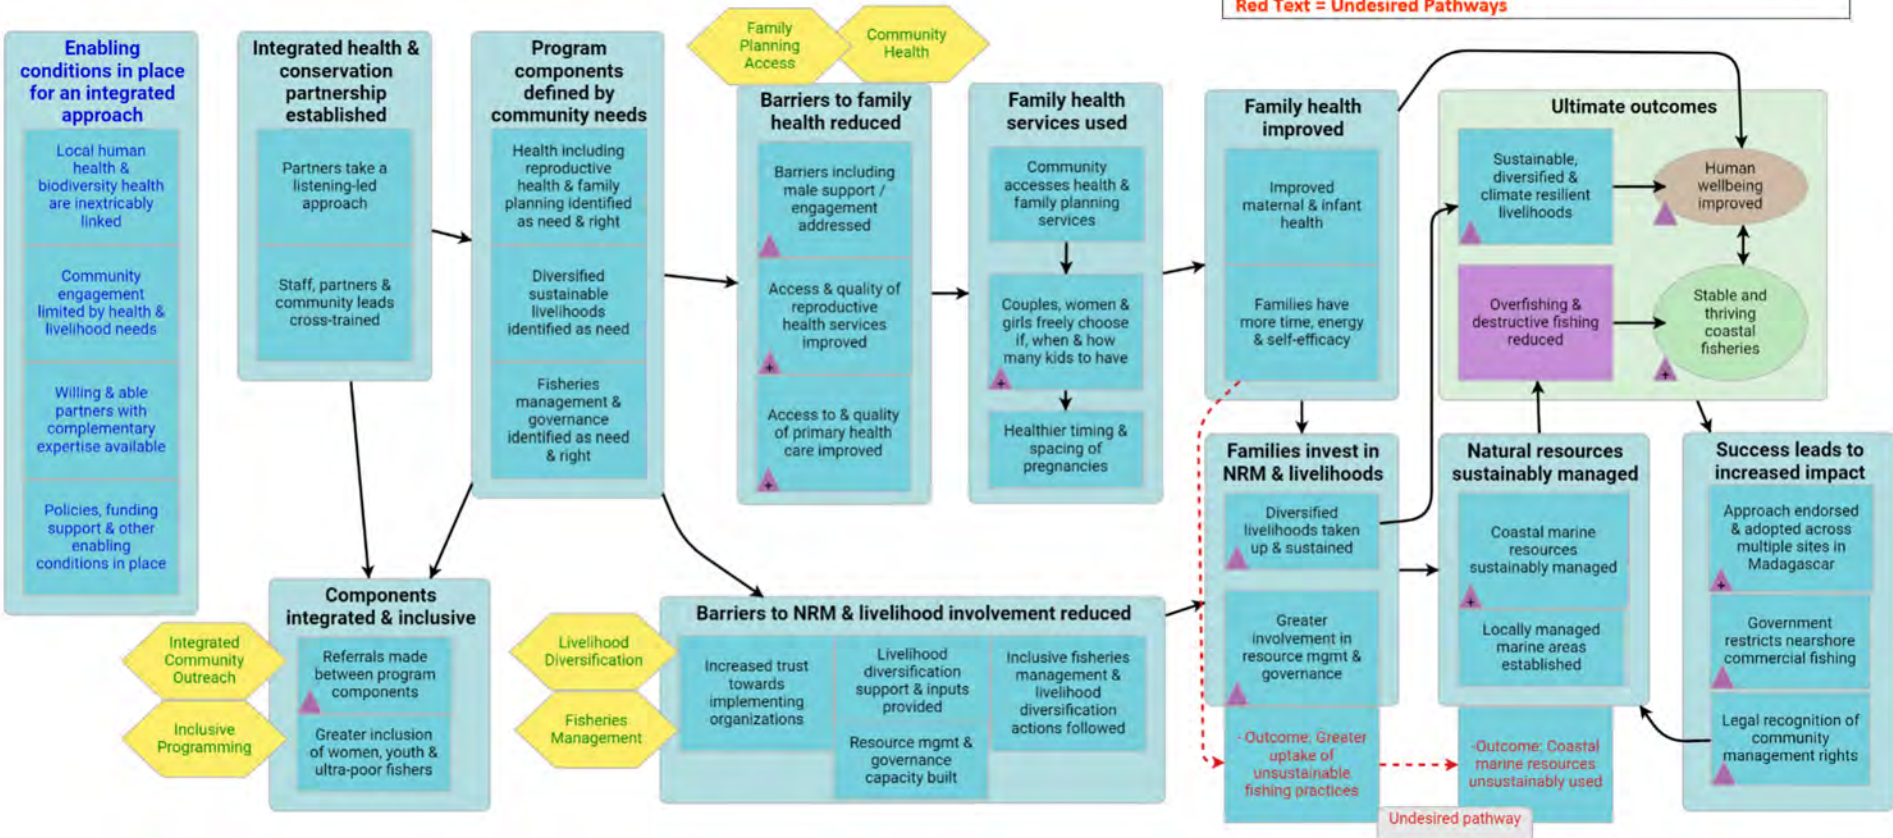 Red Text = Undesired Pathways
Family
Planning
Access
Community
Health
Enabling
conditions in place
for an integrated
approach
Local human
health &
biodiversity health
are inextricably
linked
Community
engagement
limited by health &
livelihood needs
Willing & able
partners with
complementary
expertise available
Policies, funding
support & other
enabling
conditions in place
Integrated health &
conservation
partnership
established
Partners take a
listening-led
approach
Staff, partners &
community leads
cross-trained
Program
components
defined by
community needs
Health including
reproductive
health & family
planning identified
as need & right
Diversified
sustainable
livelihoods
identified as need
Fisheries
management &
governance
identified as need
& right
Barriers to family
health reduced
Barriers including
male support /
engagement
addressed
Access & quality of
reproductive
health services
improved
+
Access to & quality
of primary health
care improved
+
Family health
services used
Community
accesses health &
family planning
services
Couples, women &
girls freely choose
if, when & how
many kids to have
+
Healthier timing &
spacing of
pregnancies
Family health
improved
Improved
maternal & infant
health
Families have
more time, energy
& self-efficacy
Ultimate outcomes
Sustainable,
diversified &
climate resilient
livelihoods
Human
wellbeing
improved
Overfishing &
destructive fishing
reduced
Stable and
thriving
coastal
fisheries
+
Components
integrated & inclusive
Integrated
Community
Outreach
Inclusive
Programming
Referrals made
between program
components
Greater inclusion
of women, youth &
ultra-poor fishers
Livelihood
Diversification
Fisheries
Management
Barriers to NRM & livelihood involvement reduced
Increased trust
towards
implementing
organizations
Livelihood
diversification
support & inputs
provided
Resource mgmt &
governance
capacity built
Inclusive fisheries
management &
livelihood
diversification
actions followed
Families invest in
NRM & livelihoods
Diversified
livelihoods taken
up & sustained
Greater
involvement in
resource mgmt &
governance
- Outcome: Greater
uptake of
unsustainable
fishing practices
Natural resources
sustainably managed
Coastal marine
resources
sustainably managed
+
Locally managed
marine areas
established
-Outcome: Coastal
marine resources
unsustainably used
Undesired pathway
Success leads to
increased impact
Approach endorsed
& adopted across
multiple sites in
Madagascar
+
Government
restricts nearshore
commercial fishing
Legal recognition of
community
management rights